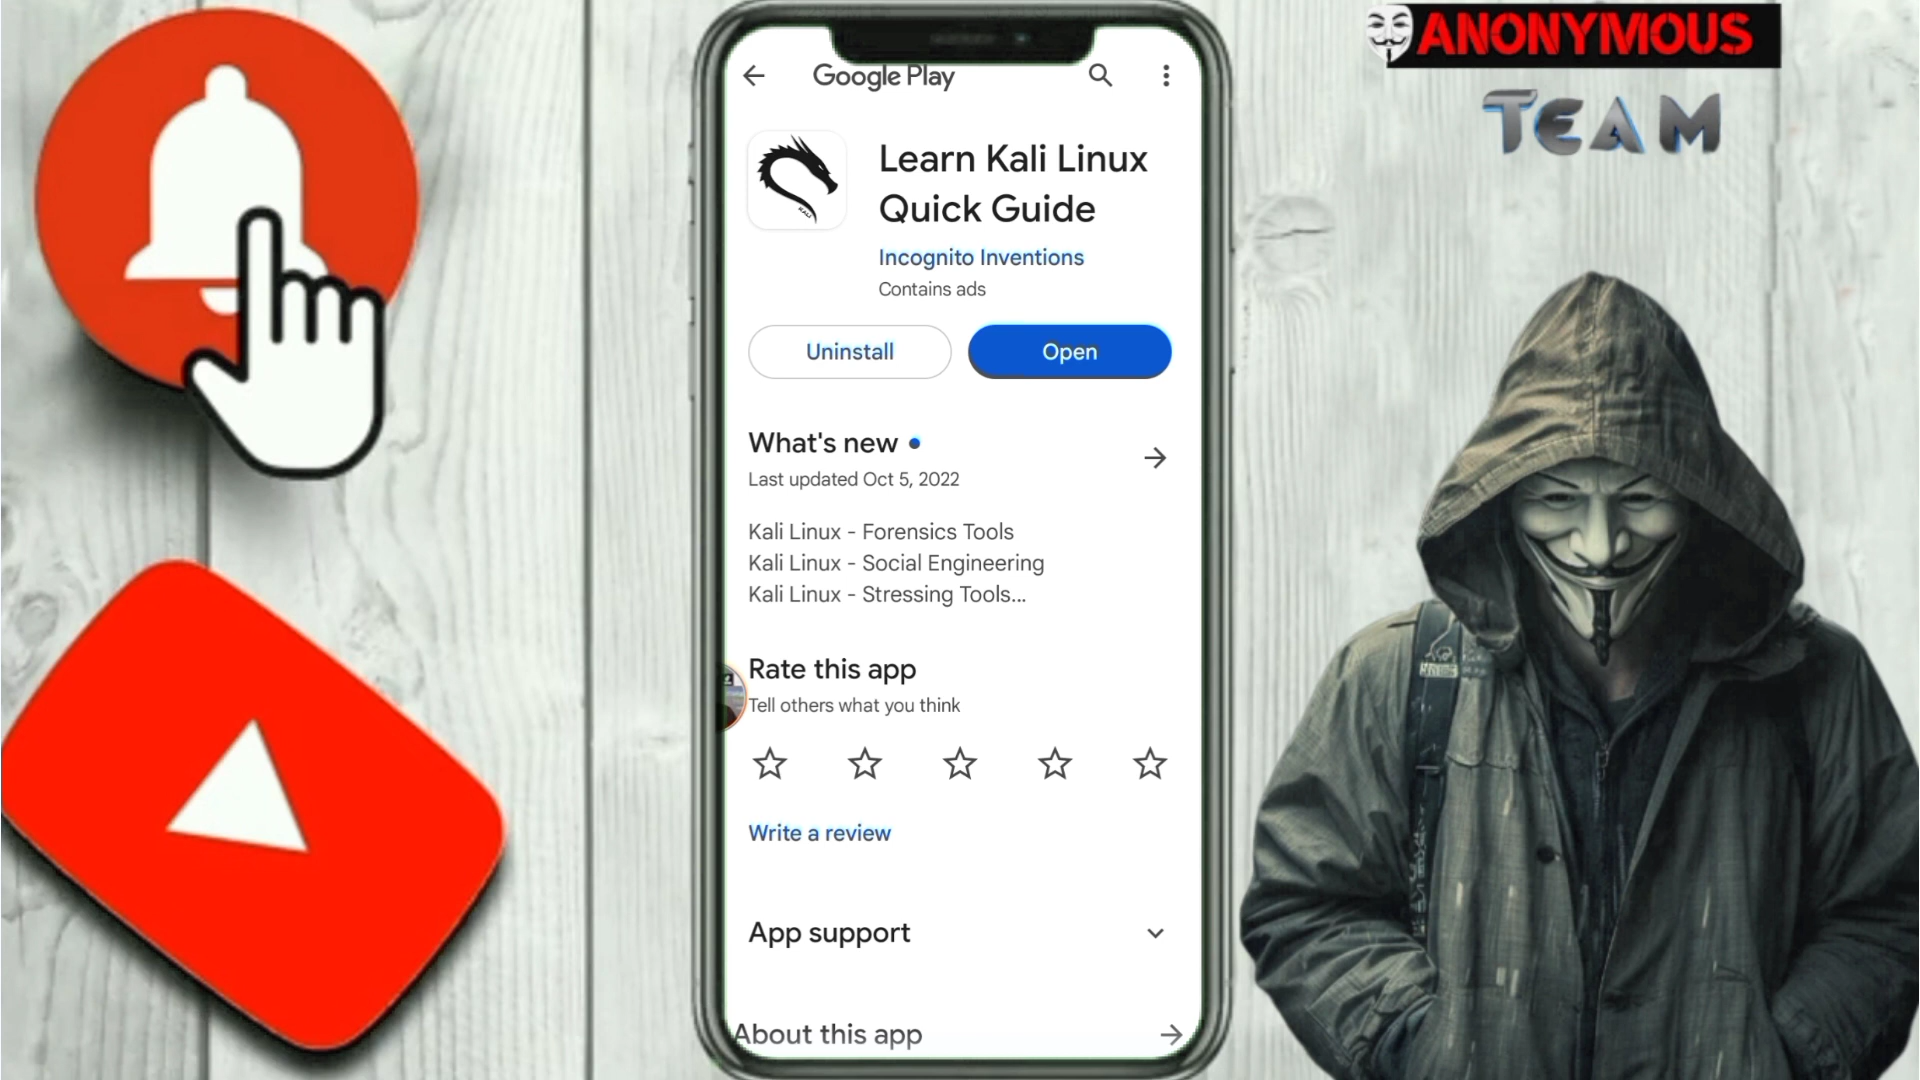 ANONYMOUS
TEAM
Google Play
Learn Kali Linux
Quick Guide
KALI
Incognito Inventions
Contains ads
Uninstall
Open
What's new
Last updated Oct 5, 2022
Kali Linux - Forensics Tools
Kali Linux - Social Engineering
Kali Linux - Stressing Tools...
Rate this app
Tell others what you think
Write a review
App support
About this app